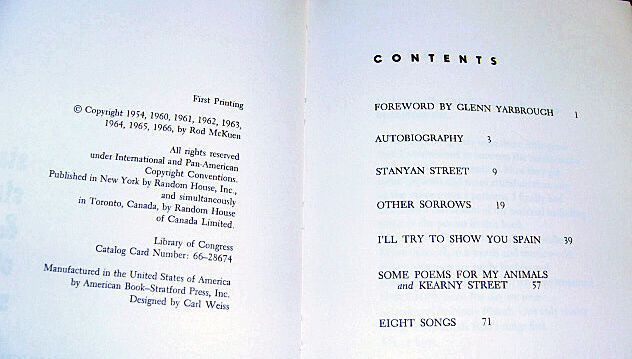 First Printing
© Copyright 1954, 1960, 1961, 1962, 1963,
1964, 1965, 1966, by Rod McKuen
All rights reserved
under International and Pan-American
Copyright Conventions.
Published in New York by Random House, Inc.,
and simultaneously
in Toronto, Canada, by Random House
of Canada Limited.
Library of Congress
Catalog Card Number: 66-28674
Manufactured in the United States of America
by American Book–Stratford Press, Inc.
Designed by Carl Weiss
CONTENTS
FOREWORD BY GLENN YARBROUGH 1
AUTOBIOGRAPHY 3
STANYAN STREET 9
OTHER SORROWS 19
I'LL TRY TO SHOW YOU SPAIN 39
SOME POEMS FOR MY ANIMALS
and KEARNY STREET 57
EIGHT SONGS 71